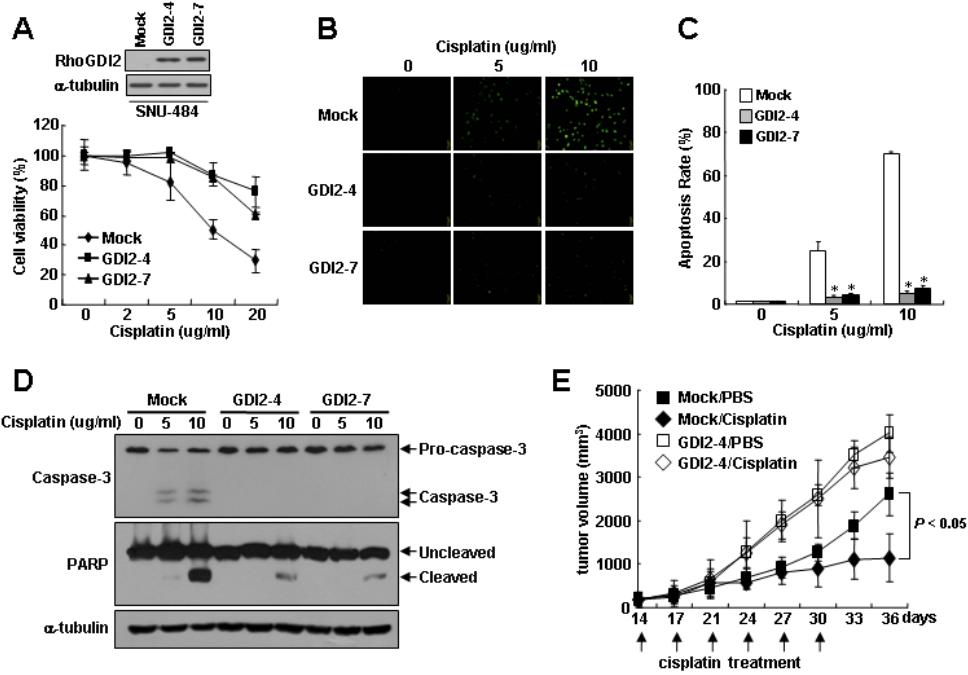 A
Mock
GDI2-4
GDI2-7
RhoGDI2
α-tubulin
SNU-484
Cell viability (%)
120
100
80
60
40
20
0
Mock
GDI2-4
GDI2-7
0 2 5 10 20
Cisplatin (ug/ml)
B
Cisplatin (ug/ml)
0 5 10
Mock
GDI2-4
GDI2-7
C
Apoptosis Rate (%)
100
80
60
40
20
0
Mock
GDI2-4
GDI2-7
* * * *
0 5 10
Cisplatin (ug/ml)
D
Mock GDI2-4 GDI2-7
Cisplatin (ug/ml) 0 5 10 0 5 10 0 5 10
Caspase-3
Pro-caspase-3
Caspase-3
PARP
Uncleaved
Cleaved
α-tubulin
E
tumor volume (mm³)
5000
4000
3000
2000
1000
0
Mock/PBS
Mock/Cisplatin
GDI2-4/PBS
GDI2-4/Cisplatin
P < 0.05
14 17 21 24 27 30 33 36 days
cisplatin treatment